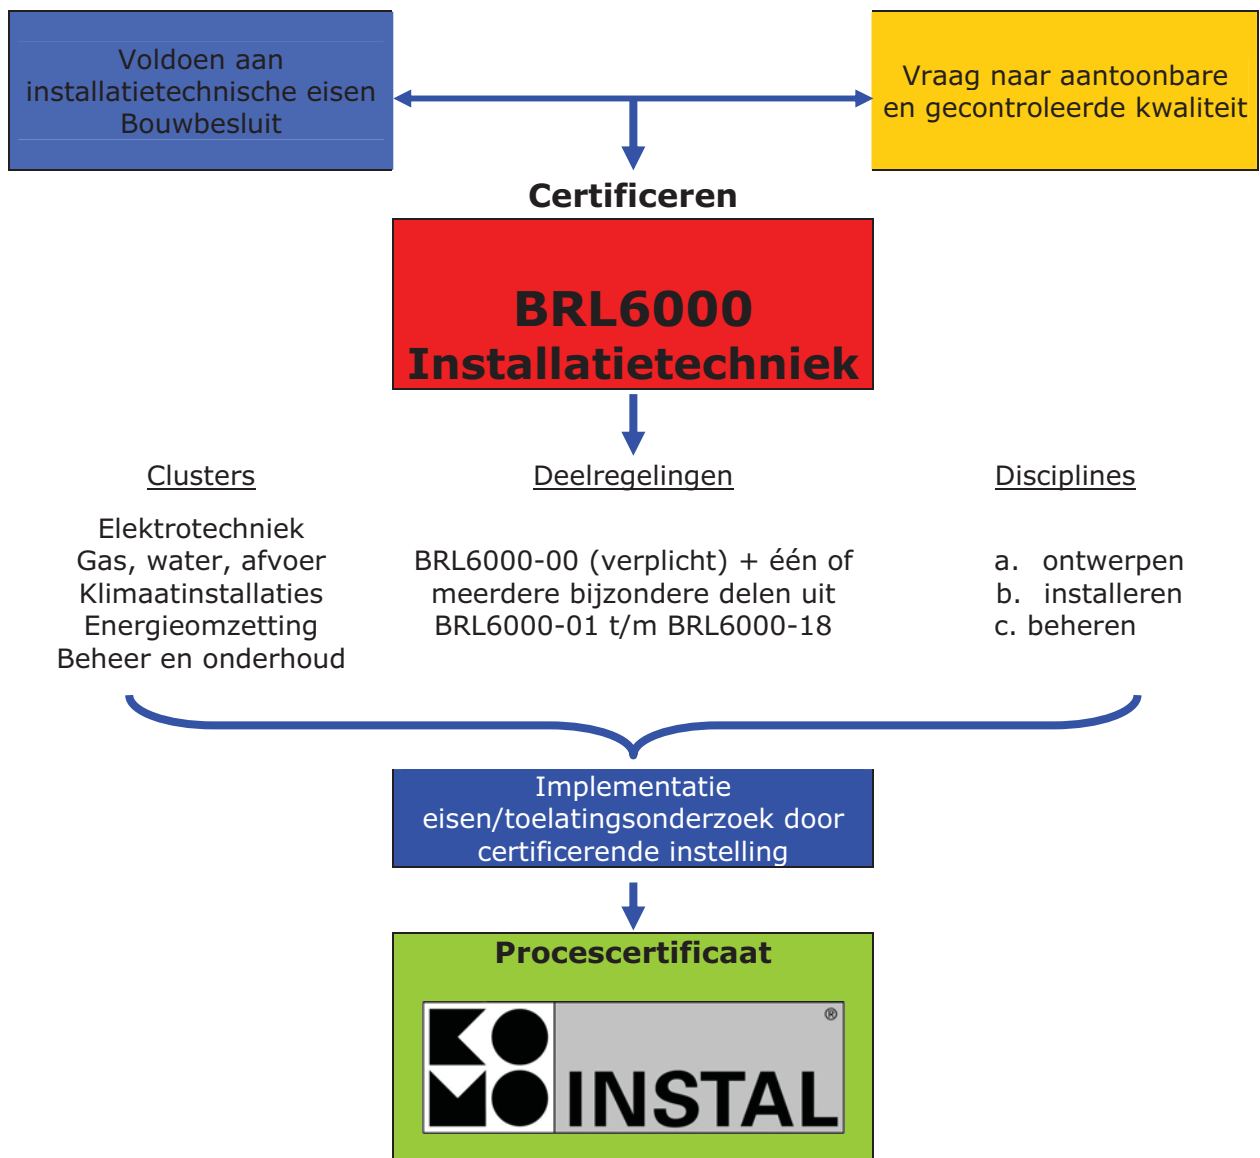 Voldoen aan
installatietechnische eisen
Bouwbesluit
Vraag naar aantoonbare
en gecontroleerde kwaliteit
Certificeren
BRL6000
Installatietechniek
Clusters
Elektrotechniek
Gas, water, afvoer
Klimaatinstallaties
Energieomzetting
Beheer en onderhoud
Deelregelingen
BRL6000-00 (verplicht) + één of
meerdere bijzondere delen uit
BRL6000-01 t/m BRL6000-18
Disciplines
a. ontwerpen
b. installeren
c. beheren
Implementatie
eisen/toelatingsonderzoek door
certificerende instelling
Procescertificaat
KOMO INSTAL ®